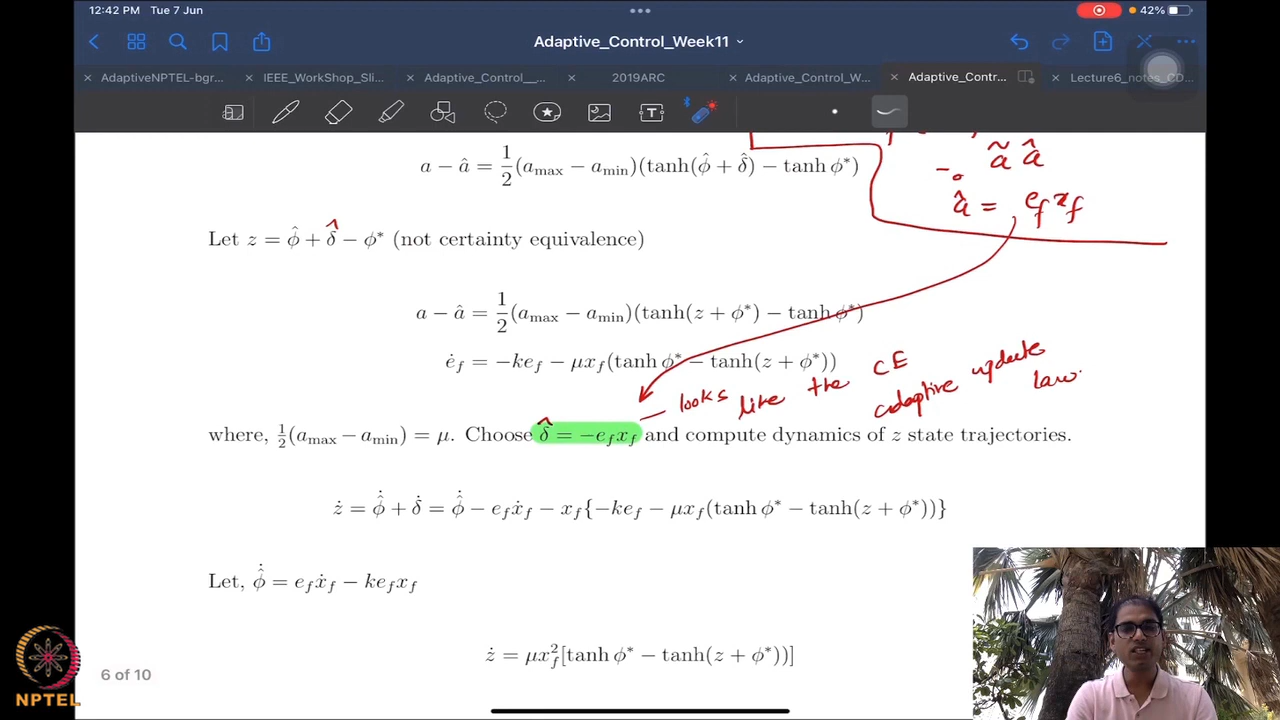 12:42 PM Tue 7 Jun
42%
Adaptive_Control_Week11
AdaptiveNPTEL-bgr...
IEEE_WorkShop_Sli...
Adaptive_Control__...
2019ARC
Adaptive_Control_W...
Adaptive_Contr...
Lecture6_notes_CD...
a − â = 1/2(a_max − a_min)(tanh(φ̂ + δ̂) − tanh φ*)
ã â
â̇ = e_f x_f
Let z = φ̂ + δ̂ − φ* (not certainty equivalence)
a − â = 1/2(a_max − a_min)(tanh(z + φ*) − tanh φ*)
ė_f = −ke_f − μx_f(tanh φ* − tanh(z + φ*))
looks like the CE adaptive update law.
where, 1/2(a_max − a_min) = μ. Choose δ̂ = −e_f x_f and compute dynamics of z state trajectories.
ż = φ̂̇ + δ̇ = φ̂̇ − e_f ẋ_f − x_f{−ke_f − μx_f(tanh φ* − tanh(z + φ*))}
Let, φ̂̇ = e_f ẋ_f − ke_f x_f
ż = μx_f²[tanh φ* − tanh(z + φ*))]
6 of 10
NPTEL